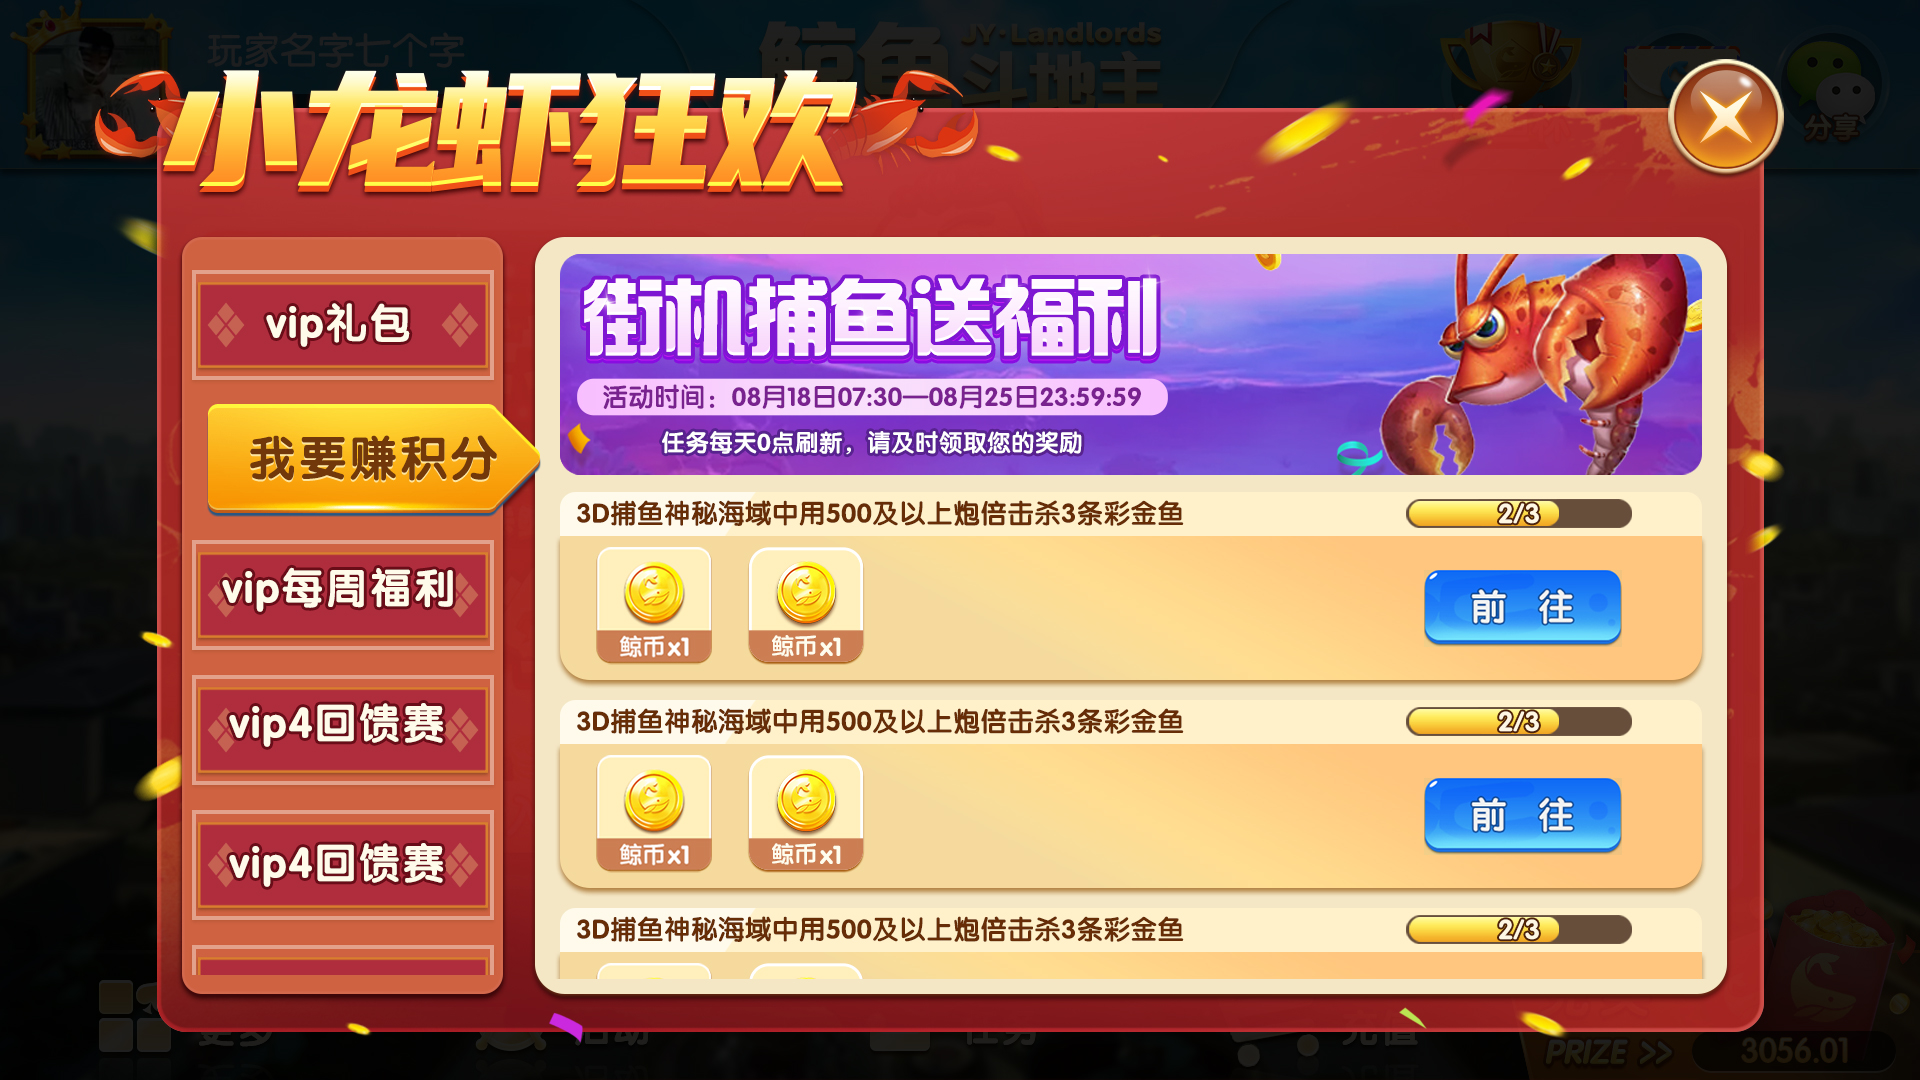 玩家名字七个字
鲸鱼
JY-Landlords
斗地主
分享
小龙虾狂欢
vip礼包
我要赚积分
vip每周福利
vip4回馈赛
vip4回馈赛
街机捕鱼送福利
活动时间：08月18日07:30—08月25日23:59:59
任务每天0点刷新，请及时领取您的奖励
3D捕鱼神秘海域中用500及以上炮倍击杀3条彩金鱼
2/3
鲸币x1
鲸币x1
前 往
3D捕鱼神秘海域中用500及以上炮倍击杀3条彩金鱼
2/3
鲸币x1
鲸币x1
前 往
3D捕鱼神秘海域中用500及以上炮倍击杀3条彩金鱼
2/3
更多
活动
任务
充值
PRIZE >>
3056.01